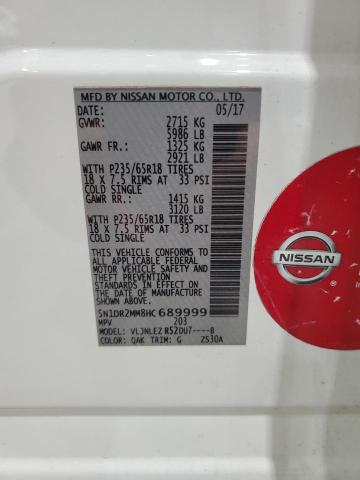 MFD BY NISSAN MOTOR CO., LTD.
DATE: 05/17
GVWR: 2715 KG
5986 LB
GAWR FR.: 1325 KG
2921 LB
WITH P235/65R18 TIRES
18 X 7.5 RIMS AT 33 PSI
COLD SINGLE
GAWR RR.: 1415 KG
3120 LB
WITH P235/65R18 TIRES
18 X 7.5 RIMS AT 33 PSI
COLD SINGLE
THIS VEHICLE CONFORMS TO
ALL APPLICABLE FEDERAL
MOTOR VEHICLE SAFETY AND
THEFT PREVENTION
STANDARDS IN EFFECT ON THE
DATE OF MANUFACTURE
SHOWN ABOVE.
5N1DR2MM8HC689999
MPV 203
MODEL: VLJNLEZ R52DU7----B
COLOR: QAK TRIM: G ZS30A
NISSAN